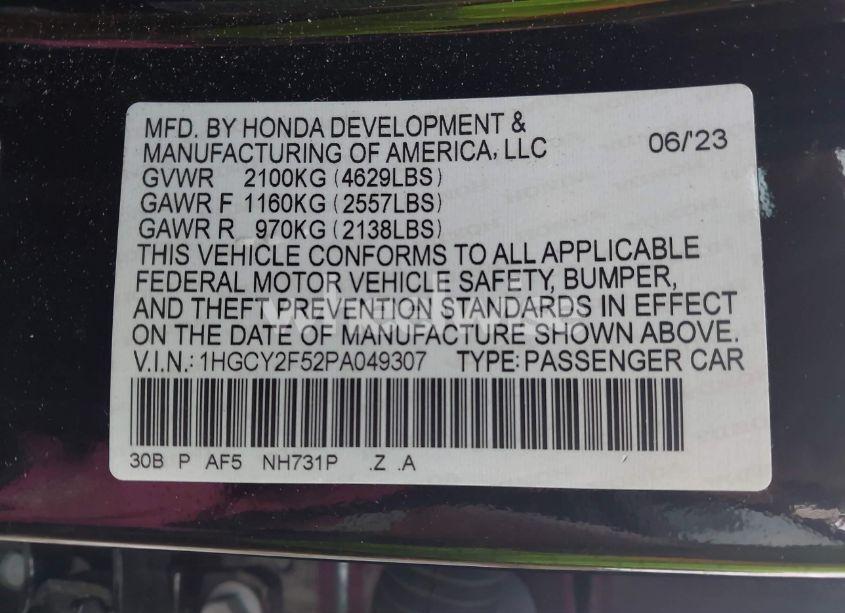 MFD. BY HONDA DEVELOPMENT &
MANUFACTURING OF AMERICA, LLC 06/'23
GVWR 2100KG (4629LBS)
GAWR F 1160KG (2557LBS)
GAWR R 970KG (2138LBS)
THIS VEHICLE CONFORMS TO ALL APPLICABLE
FEDERAL MOTOR VEHICLE SAFETY, BUMPER,
AND THEFT PREVENTION STANDARDS IN EFFECT
ON THE DATE OF MANUFACTURE SHOWN ABOVE.
V.I.N.: 1HGCY2F52PA049307 TYPE: PASSENGER CAR
30B P AF5 NH731P .Z .A